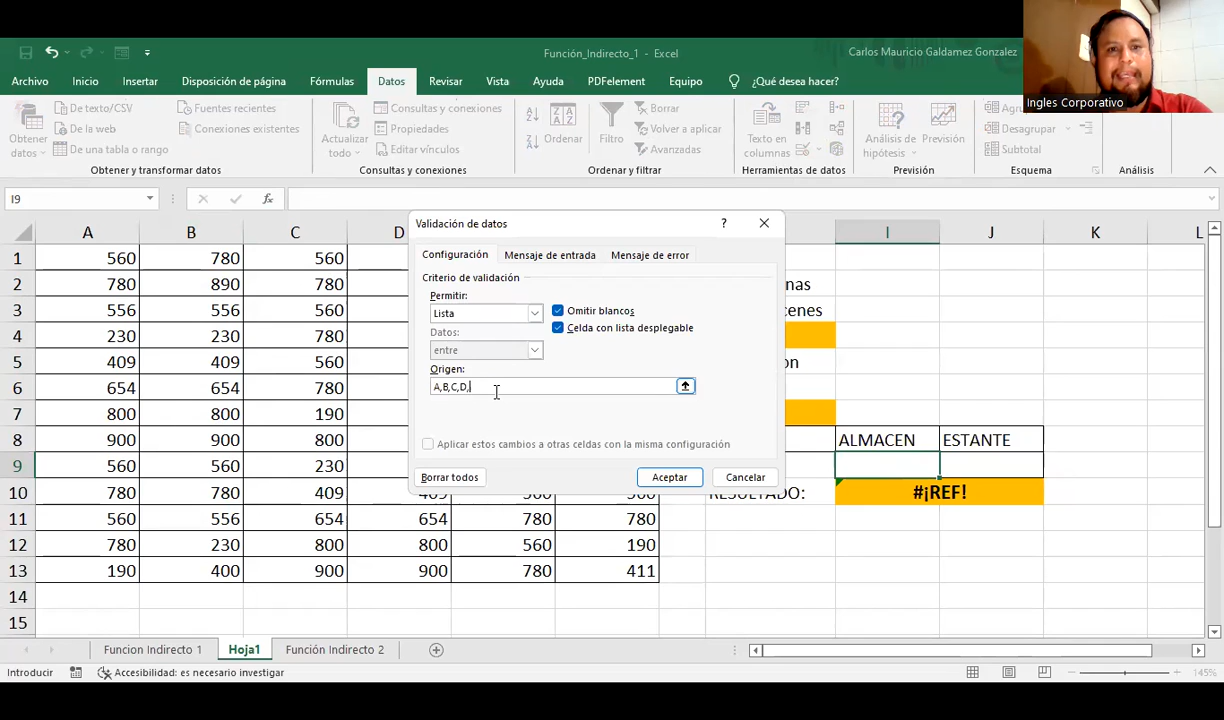 Función_Indirecto_1 - Excel
Carlos Mauricio Galdamez Gonzalez
Ingles Corporativo
Archivo Inicio Insertar Disposición de página Fórmulas Datos Revisar Vista Ayuda PDFelement Equipo ¿Qué desea hacer?
Obtener datos
De texto/CSV
De la web
De una tabla o rango
Fuentes recientes
Conexiones existentes
Obtener y transformar datos
Actualizar todo
Consultas y conexiones
Propiedades
Editar vínculos
Consultas y conexiones
Ordenar
Filtro
Borrar
Volver a aplicar
Avanzadas
Ordenar y filtrar
Texto en columnas
Herramientas de datos
Análisis de hipótesis
Previsión
Previsión
Agru
Desagrupar
Subtotal
Esquema
Análisis
I9
fx
A B C D I J K L
1 560 780 560
2 780 890 780 nas
3 556 556 560 cenes
4 230 230 780
5 409 409 560 on
6 654 654 780
7 800 800 190
8 900 900 800 ALMACEN ESTANTE
9 560 560 230
10 780 780 409 409 RESULTADO: #¡REF!
11 560 556 654 654 780 780
12 780 230 800 800 560 190
13 190 400 900 900 780 411
14
15
Validación de datos ?
Configuración Mensaje de entrada Mensaje de error
Criterio de validación
Permitir:
Lista
Omitir blancos
Celda con lista desplegable
Datos:
entre
Origen:
A,B,C,D,
Aplicar estos cambios a otras celdas con la misma configuración
Borrar todos Aceptar Cancelar
Funcion Indirecto 1 Hoja1 Función Indirecto 2
Introducir Accesibilidad: es necesario investigar 145%